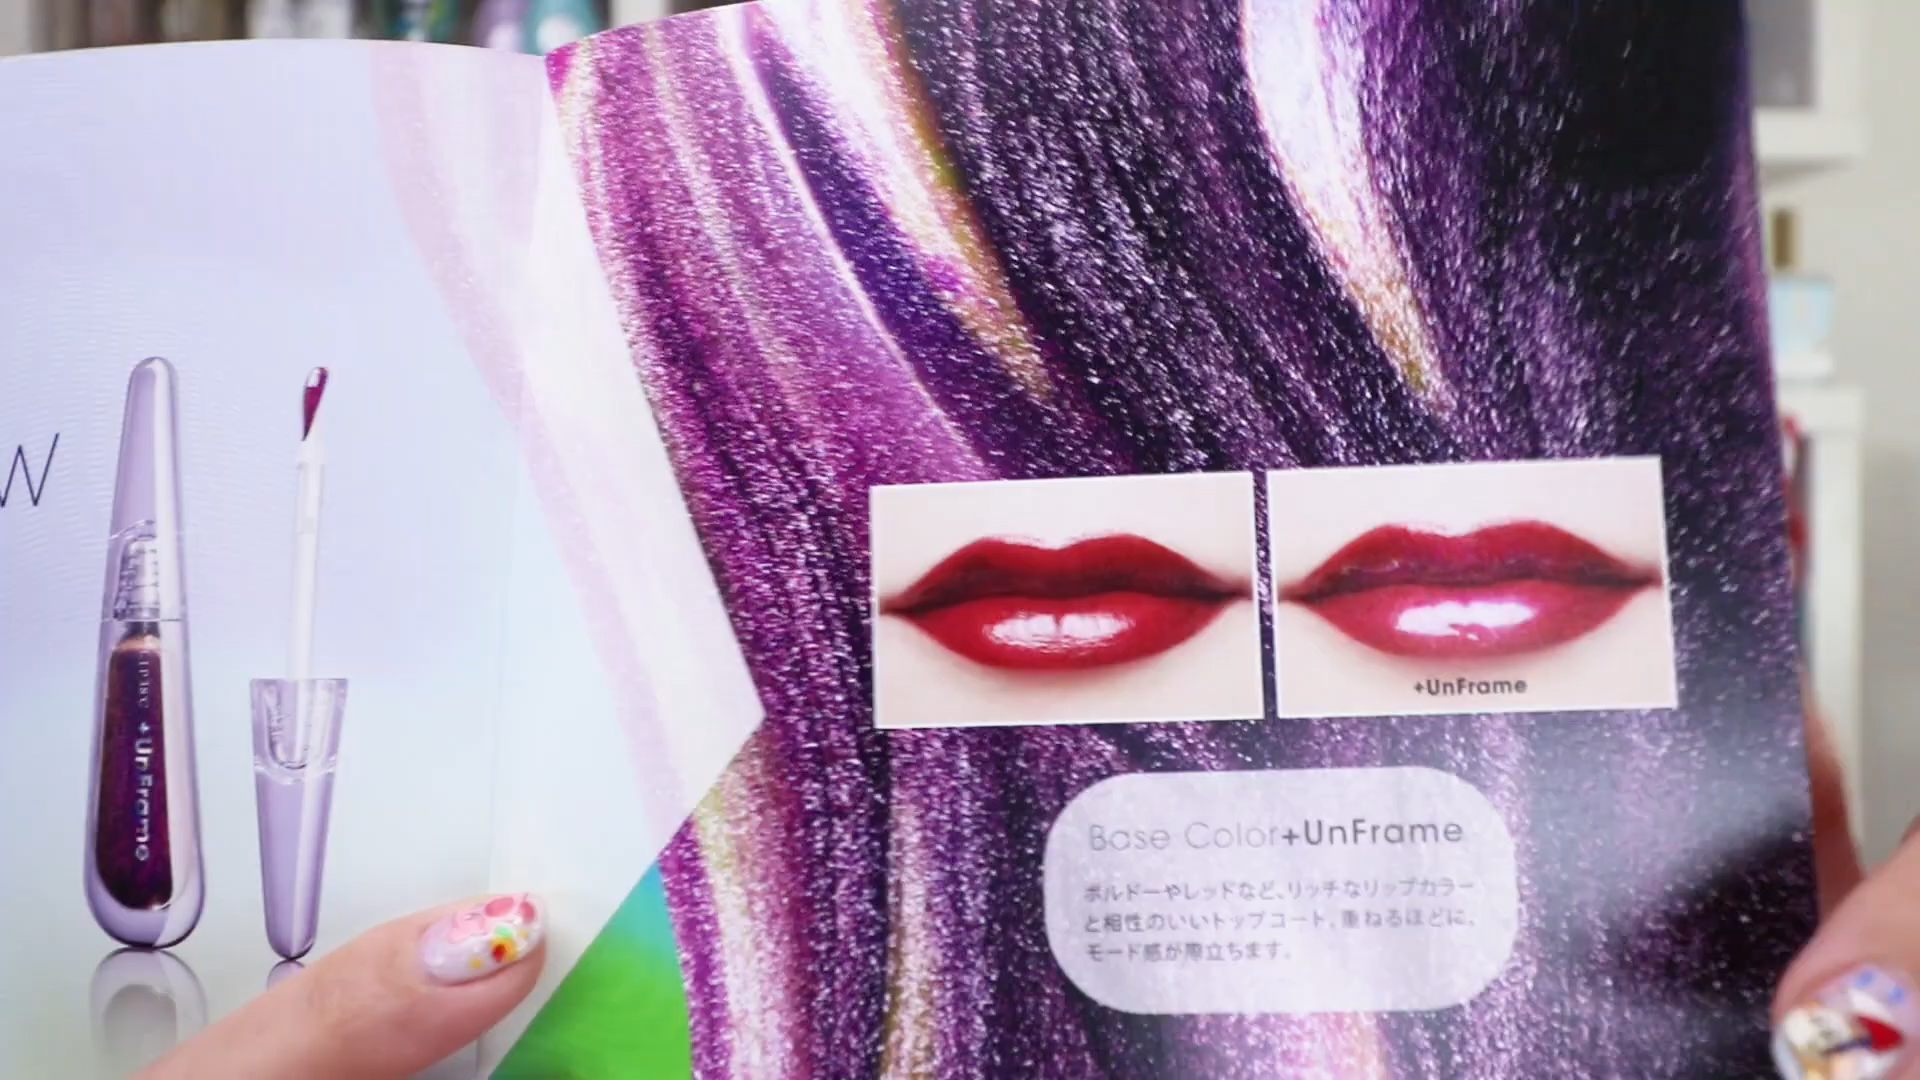 W
+UnFrame
+UnFrame
Base Color+UnFrame
ボルドーやレッドなど、リッチなリップカラー
と相性のいいトップコート。重ねるほどに、
モード感が際立ちます。